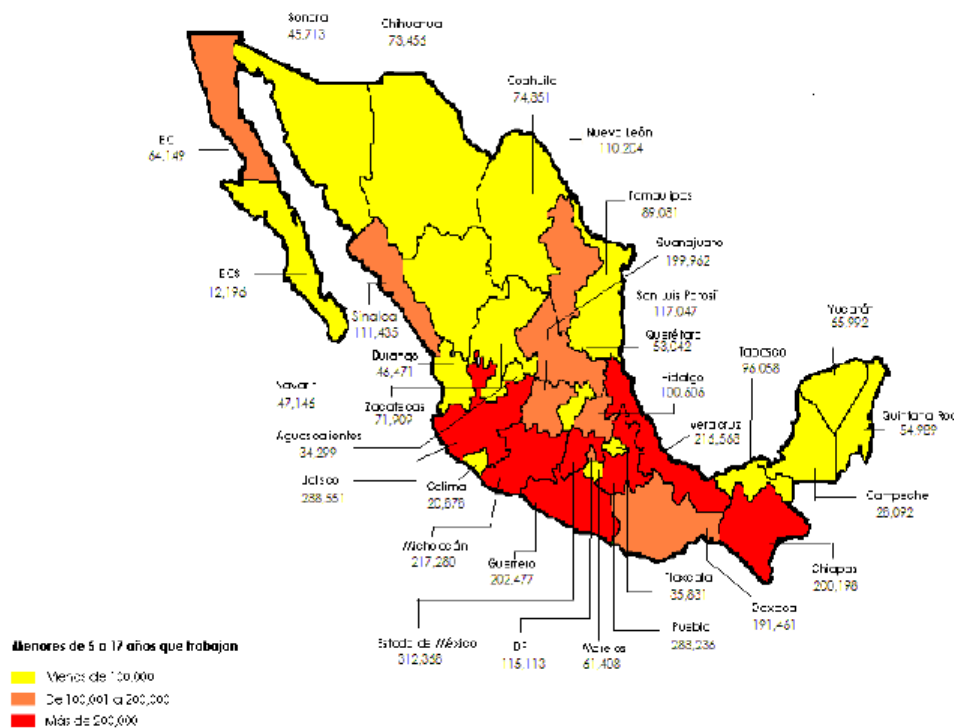 Sonora
45,713
Chihuahua
73,455
Coahuila
74,851
Nuevo León
110,204
BC
64,149
Tamaulipas
89,081
Guanajuato
199,962
BCS
12,196
San Luis Potosí
117,047
Sinaloa
111,435
Yucatán
65,992
Querétaro
53,042
Tabasco
96,058
Durango
46,471
Hidalgo
100,606
Nayarit
47,146
Zacatecas
71,909
Quintana Roo
54,989
Veracruz
216,563
Aguascalientes
34,299
Jalisco
Colima
20,878
Campeche
28,092
Michoacán
217,280
Guerrero
202,477
Chiapas
200,198
Tlaxcala
35,831
Oaxaca
191,461
Estado de México
DF
115,113
Morelos
61,408
Puebla
283,236
Menores de 5 a 17 años que trabajan
Menos de 100,000
De 100,001 a 200,000
Más de 200,000